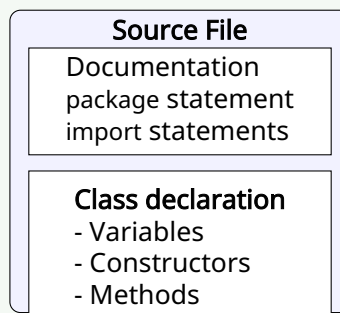 Source File
Documentation
package statement
import statements
Class declaration
- Variables
- Constructors
- Methods